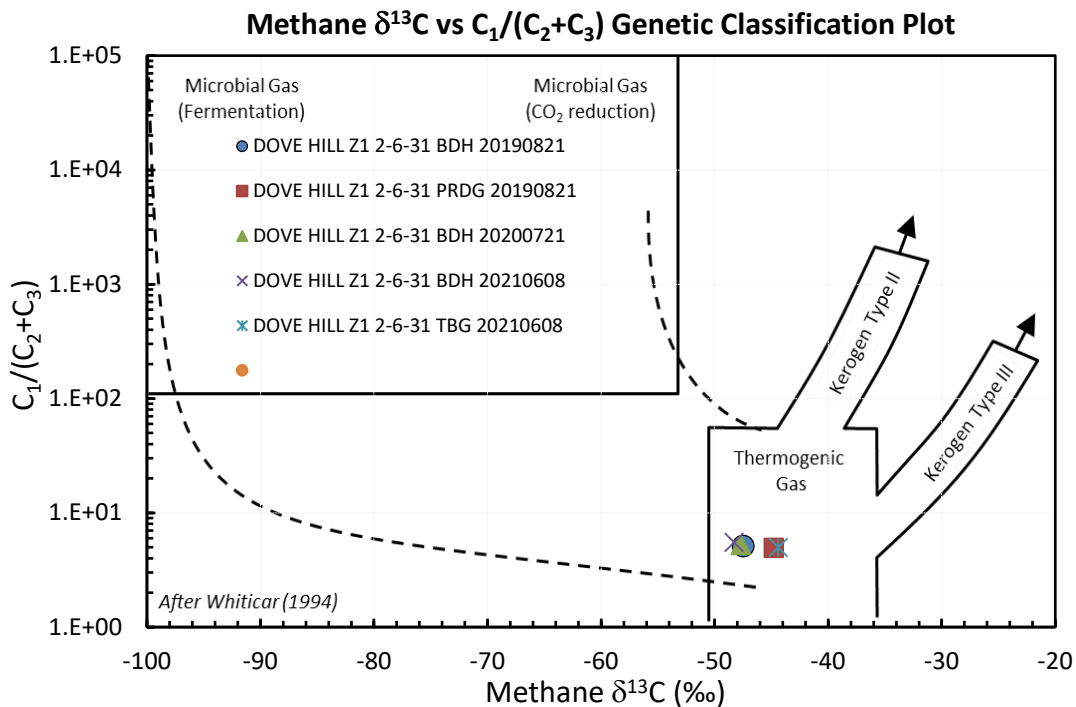 Methane δ¹³C vs C₁/(C₂+C₃) Genetic Classification Plot
C₁/(C₂+C₃)
1.E+05
1.E+04
1.E+03
1.E+02
1.E+01
1.E+00
Microbial Gas
(Fermentation)
Microbial Gas
(CO₂ reduction)
DOVE HILL Z1 2-6-31 BDH 20190821
DOVE HILL Z1 2-6-31 PRDG 20190821
DOVE HILL Z1 2-6-31 BDH 20200721
DOVE HILL Z1 2-6-31 BDH 20210608
DOVE HILL Z1 2-6-31 TBG 20210608
Kerogen Type II
Kerogen Type III
Thermogenic
Gas
After Whiticar (1994)
-100 -90 -80 -70 -60 -50 -40 -30 -20
Methane δ¹³C (‰)